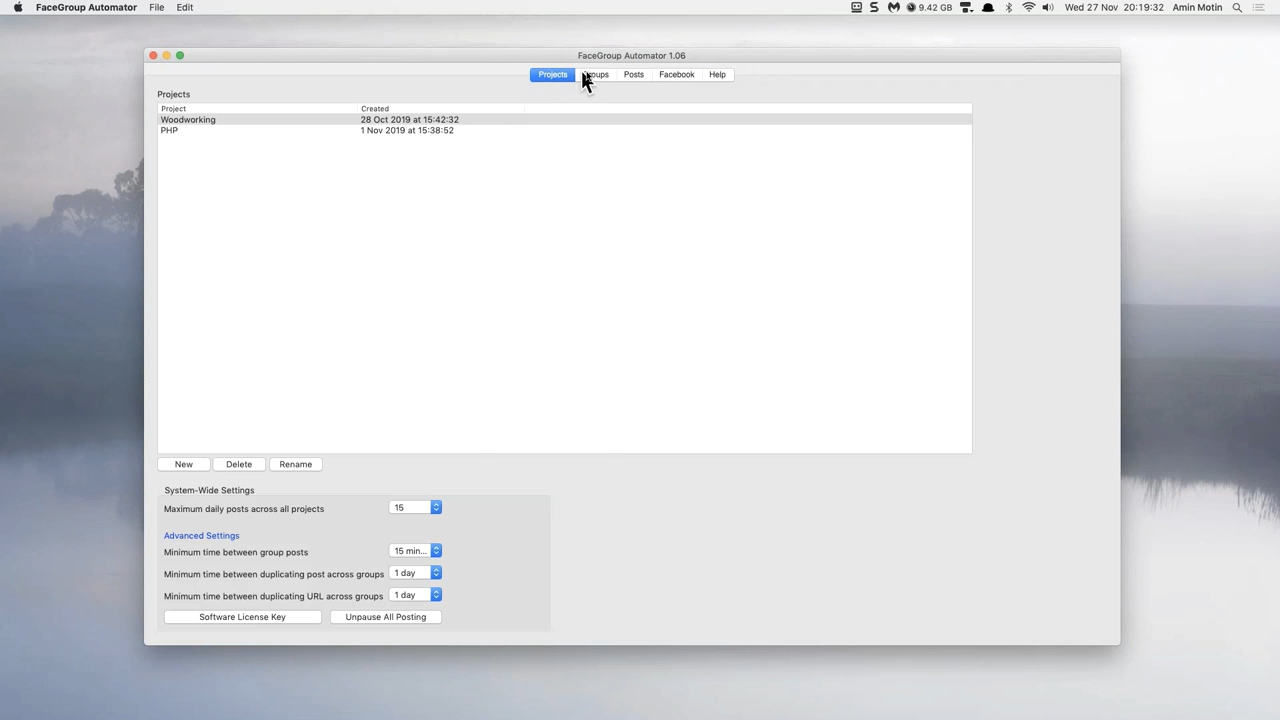 FaceGroup Automator File Edit 9.42 GB Wed 27 Nov 20:19:32 Amin Motin
FaceGroup Automator 1.06
Projects Groups Posts Facebook Help
Projects
Project Created
Woodworking 28 Oct 2019 at 15:42:32
PHP 1 Nov 2019 at 15:38:52
New Delete Rename
System-Wide Settings
Maximum daily posts across all projects 15
Advanced Settings
Minimum time between group posts 15 min...
Minimum time between duplicating post across groups 1 day
Minimum time between duplicating URL across groups 1 day
Software License Key Unpause All Posting